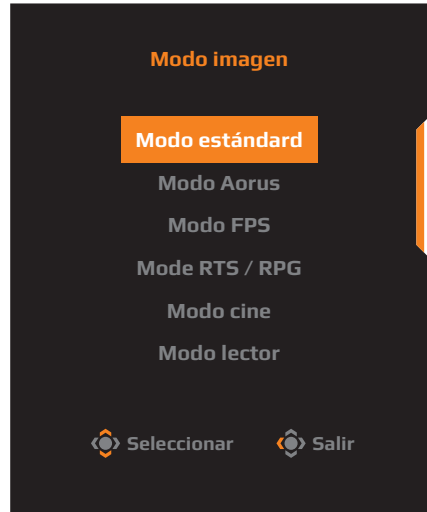 Modo imagen
Modo estándard
Modo Aorus
Modo FPS
Mode RTS / RPG
Modo cine
Modo lector
Seleccionar Salir